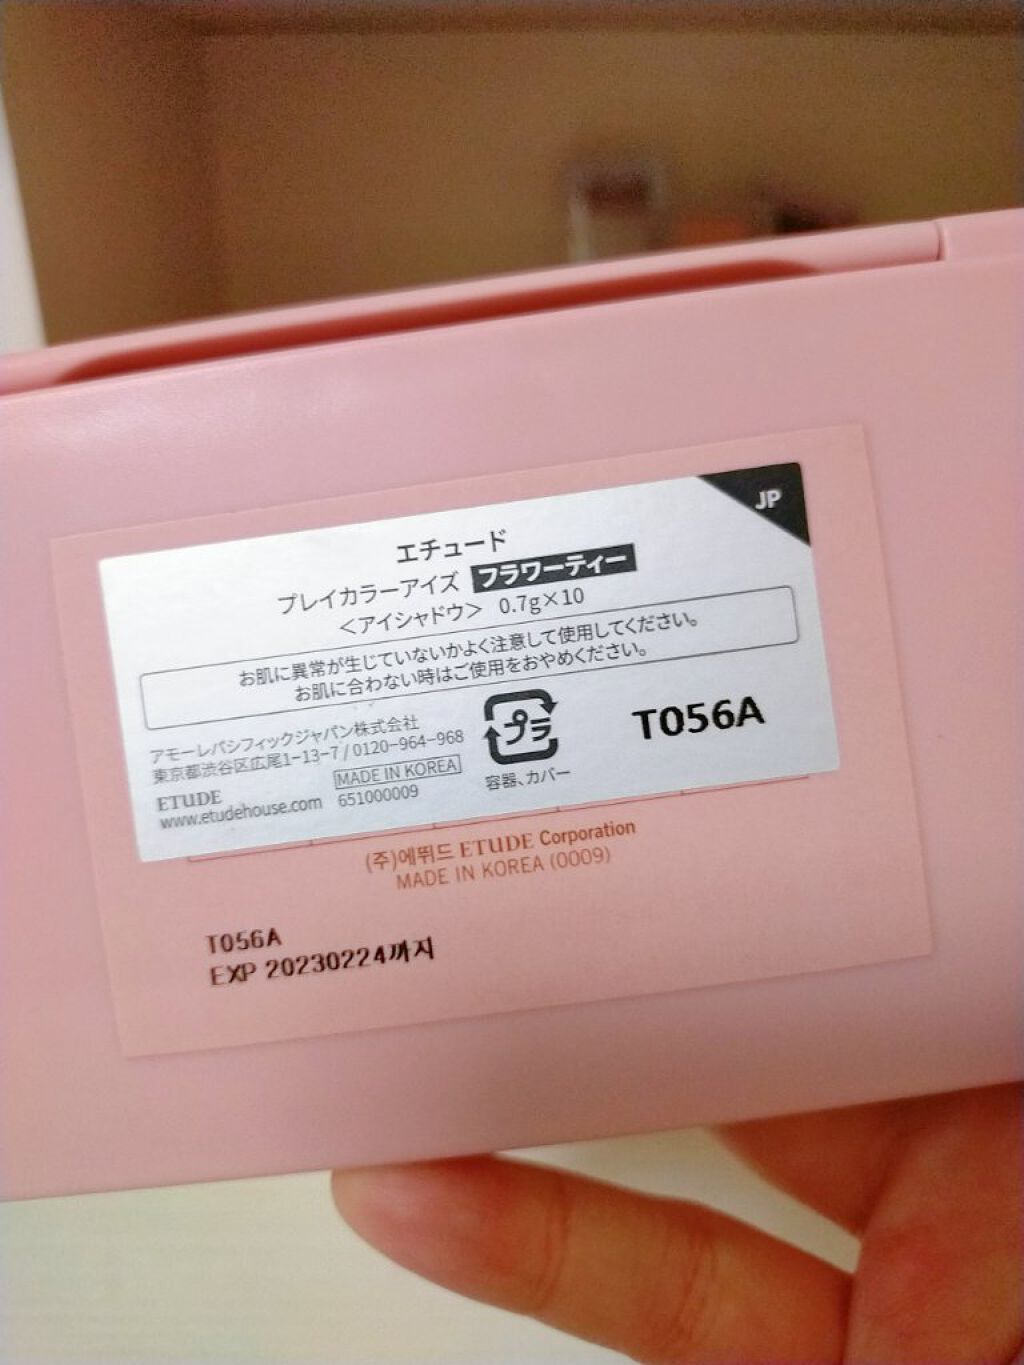 JP
エチュード
プレイカラーアイズ フラワーティー
＜アイシャドウ＞ 0.7g×10
お肌に異常が生じていないかよく注意して使用してください。
お肌に合わない時はご使用をおやめください。
アモーレパシフィックジャパン株式会社
東京都渋谷区広尾1-13-7 / 0120-964-968
ETUDE MADE IN KOREA
www.etudehouse.com 651000009
プラ
容器、カバー
T056A
(주)에뛰드 ETUDE Corporation
MADE IN KOREA (0009)
T056A
EXP 20230224까지